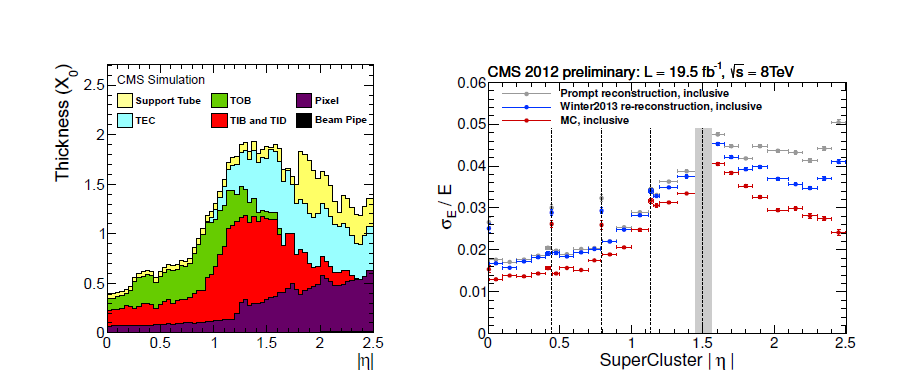 Thickness (X0)
2.5
2
1.5
1
0.5
0
CMS Simulation
Support Tube
TOB
Pixel
TEC
TIB and TID
Beam Pipe
0 0.5 1 1.5 2 2.5
|η|
CMS 2012 preliminary: L = 19.5 fb⁻¹, √s = 8TeV
σE / E
0.06
0.05
0.04
0.03
0.02
0.01
0
Prompt reconstruction, inclusive
Winter2013 re-reconstruction, inclusive
MC, inclusive
0 0.5 1 1.5 2 2.5
SuperCluster | η |